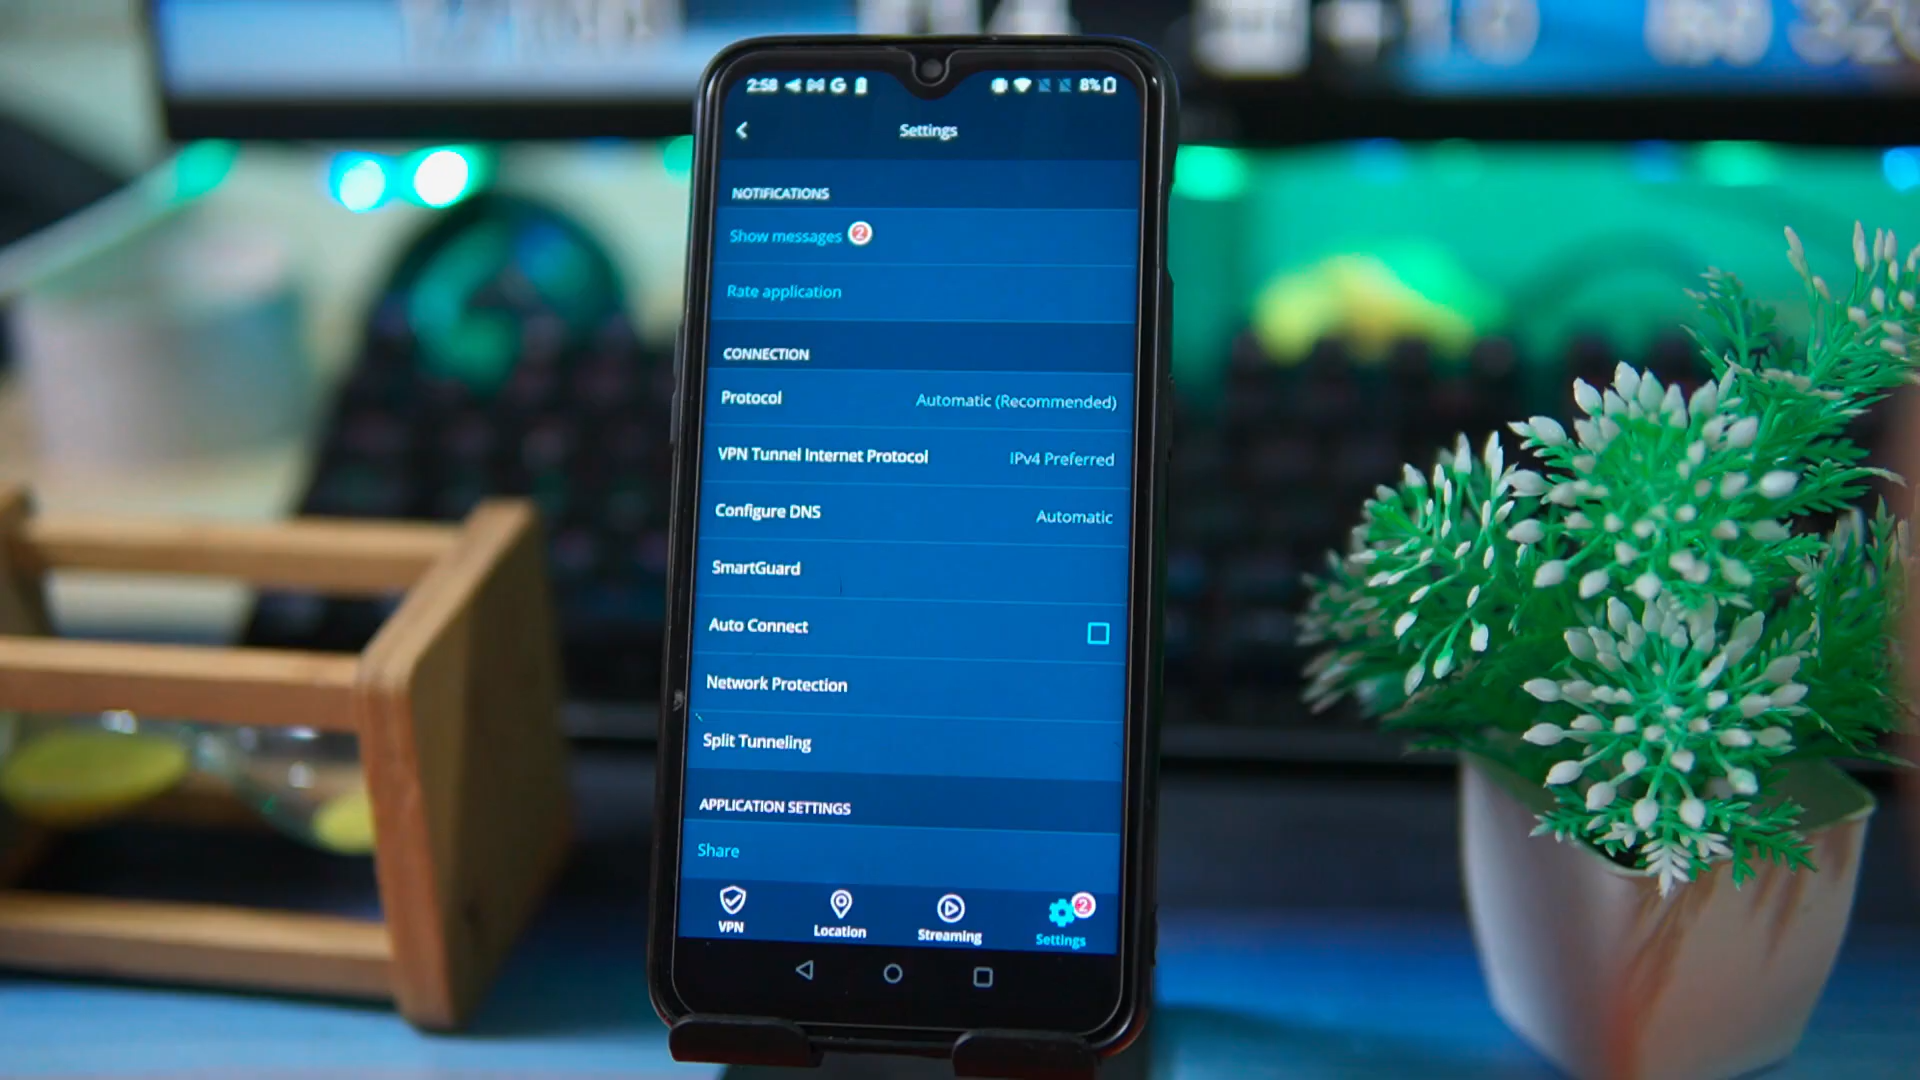 2:58 G 8%
Settings
NOTIFICATIONS
Show messages 2
Rate application
CONNECTION
Protocol Automatic (Recommended)
VPN Tunnel Internet Protocol IPv4 Preferred
Configure DNS Automatic
SmartGuard
Auto Connect
Network Protection
Split Tunneling
APPLICATION SETTINGS
Share
VPN Location Streaming Settings 2